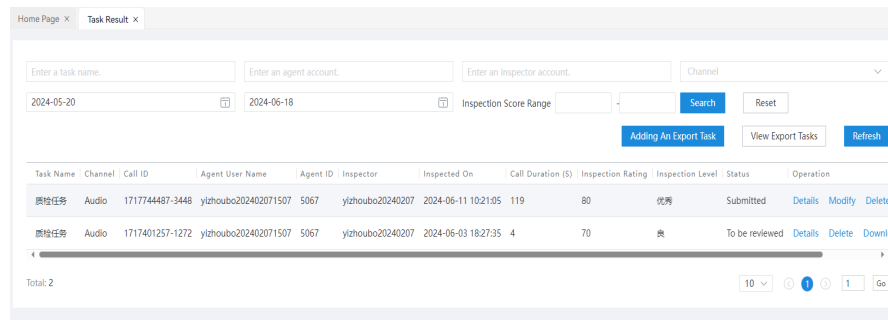 Home Page × Task Result ×
Enter a task name. Enter an agent account. Enter an inspector account. Channel
2024-05-20 2024-06-18 Inspection Score Range - Search Reset
Adding An Export Task View Export Tasks Refresh
Task Name Channel Call ID Agent User Name Agent ID Inspector Inspected On Call Duration (S) Inspection Rating Inspection Level Status Operation
质检任务 Audio 1717744487-3448 yizhoubo202402071507 5067 yizhoubo20240207 2024-06-11 10:21:05 119 80 优秀 Submitted Details Modify Delete
质检任务 Audio 1717401257-1272 yizhoubo202402071507 5067 yizhoubo20240207 2024-06-03 18:27:35 4 70 良 To be reviewed Details Delete Downl
Total: 2 10 1 1 Go